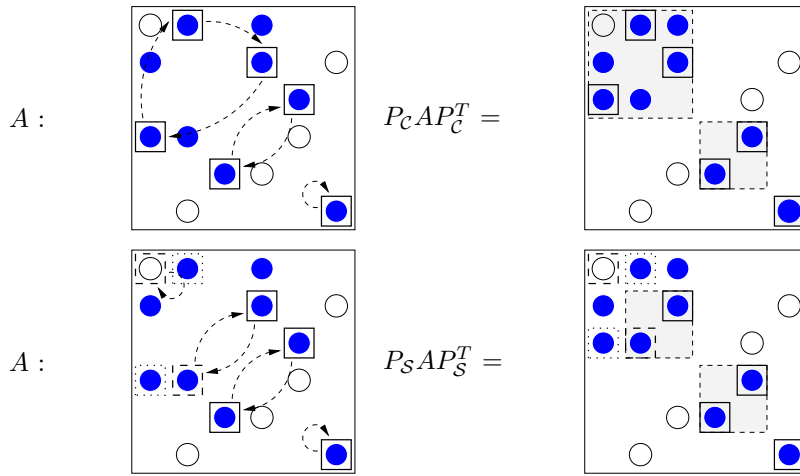 A :
P_C A P_C^T =
A :
P_S A P_S^T =